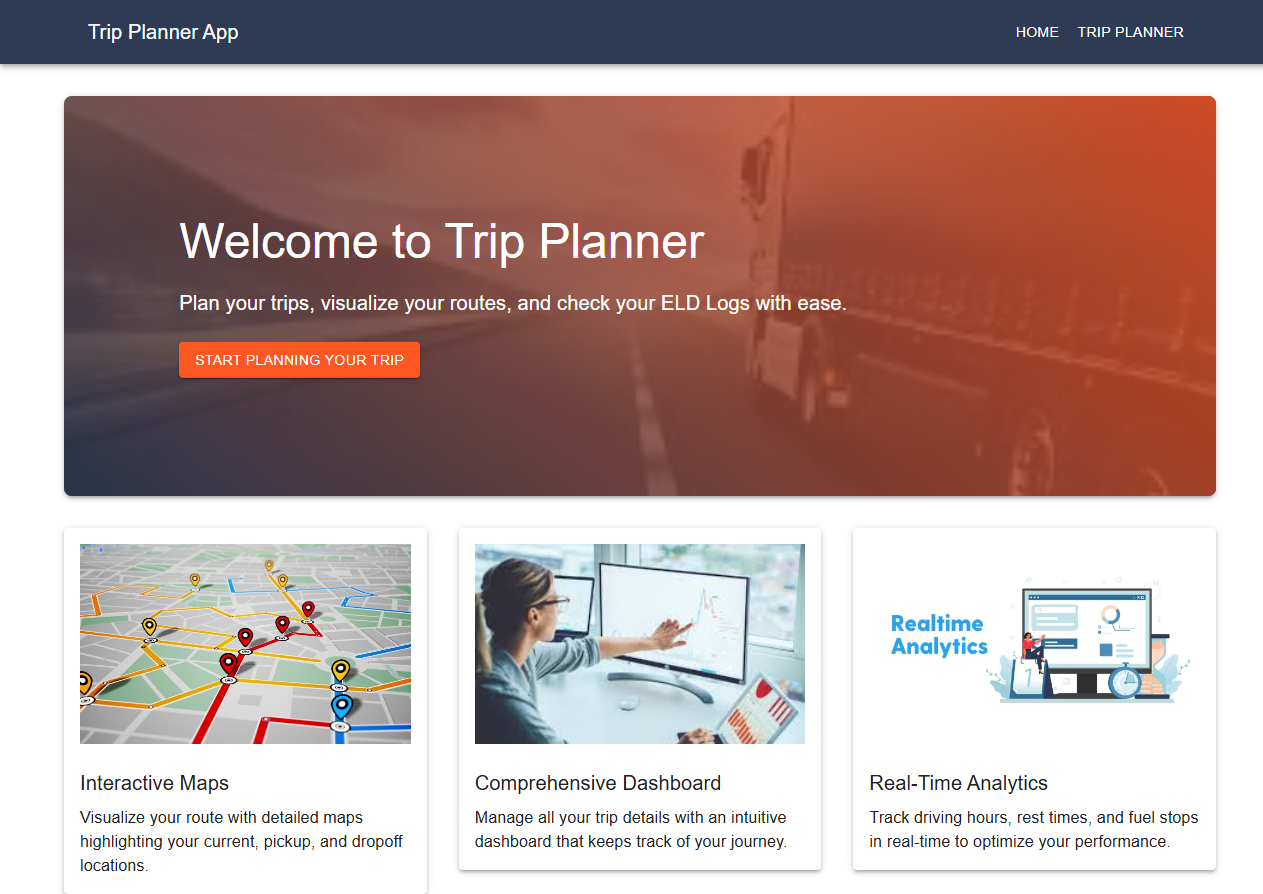 Trip Planner App
HOME TRIP PLANNER
Welcome to Trip Planner
Plan your trips, visualize your routes, and check your ELD Logs with ease.
START PLANNING YOUR TRIP
Realtime
Analytics
1
Interactive Maps
Visualize your route with detailed maps
highlighting your current, pickup, and dropoff
locations.
Comprehensive Dashboard
Manage all your trip details with an intuitive
dashboard that keeps track of your journey.
Real-Time Analytics
Track driving hours, rest times, and fuel stops
in real-time to optimize your performance.